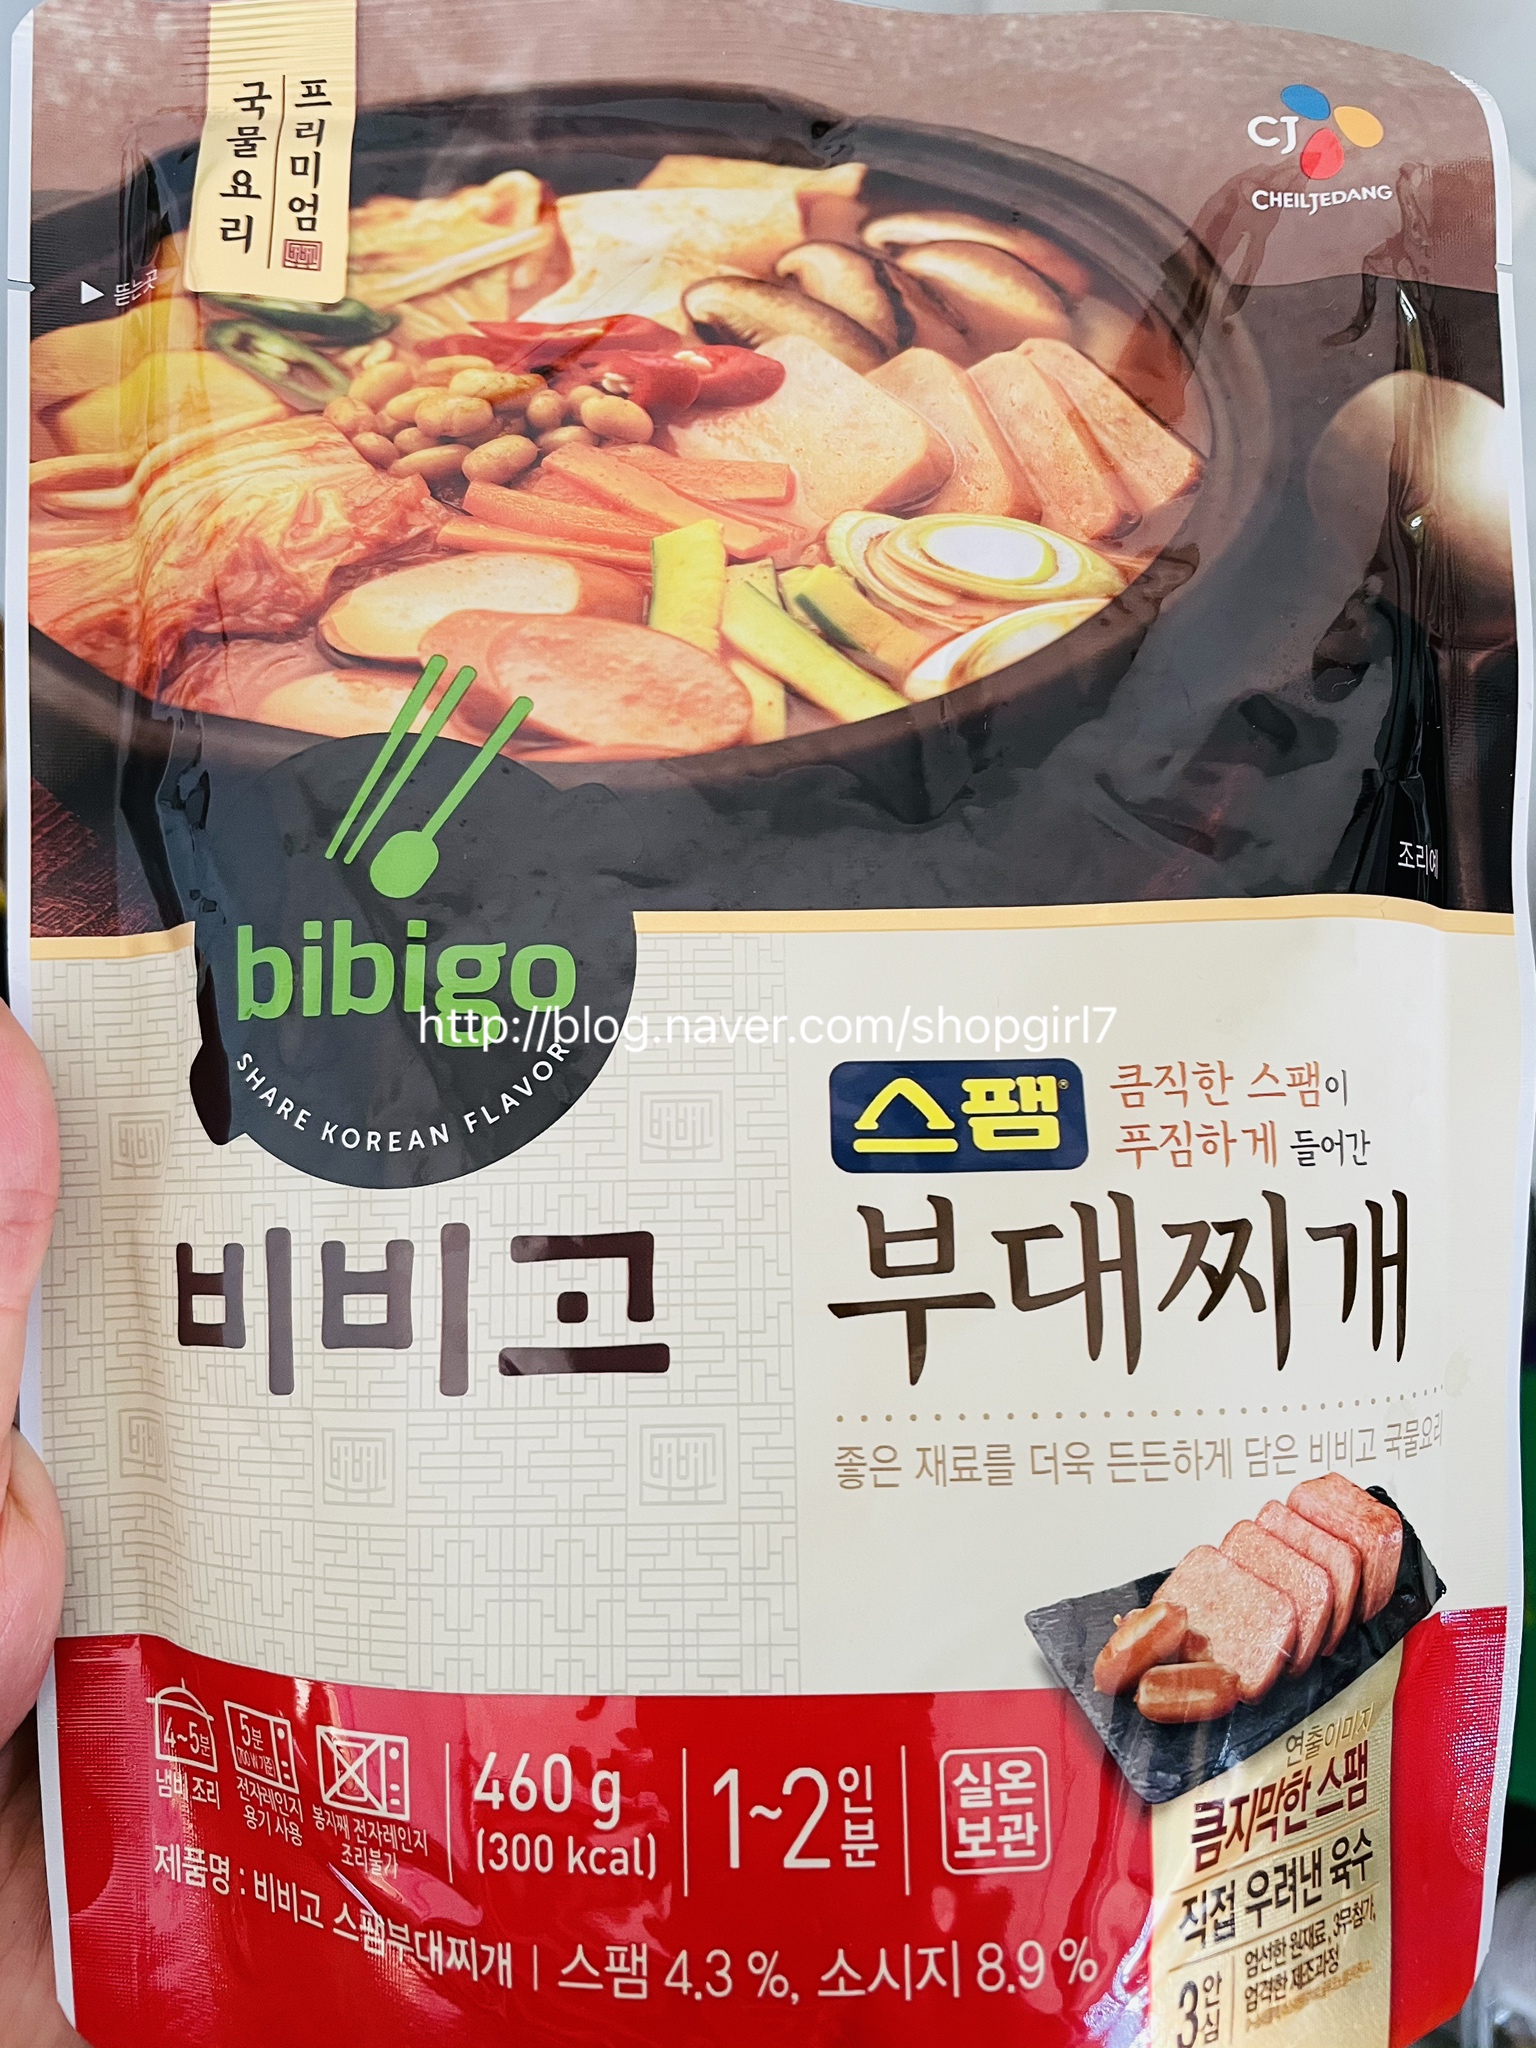 프리미엄
국물요리
CJ
CHEILJEDANG
▶ 뜯는곳
조리예
bibigo
SHARE KOREAN FLAVOR
http://blog.naver.com/shopgirl7
비비고
스팸®
큼직한 스팸이
푸짐하게 들어간
부대찌개
좋은 재료를 더욱 든든하게 담은 비비고 국물요리
연출이미지
큼지막한 스팸
직접 우려낸 육수
3안심
엄선한 원재료, 3무첨가,
엄격한 제조과정
4~5분
냄비 조리
5분
(700W기준)
전자레인지
용기 사용
봉지째 전자레인지
조리불가
460 g
(300 kcal)
1~2인분
실온
보관
제품명 : 비비고 스팸부대찌개 | 스팸 4.3 %, 소시지 8.9 %